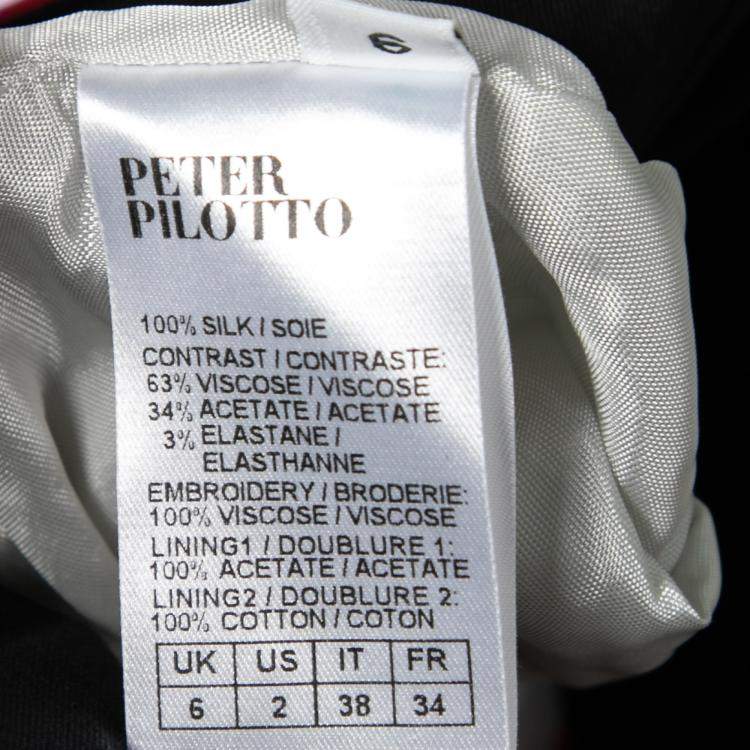 6
PETER
PILOTTO
100% SILK / SOIE
CONTRAST / CONTRASTE:
63% VISCOSE / VISCOSE
34% ACETATE / ACETATE
3% ELASTANE /
ELASTHANNE
EMBROIDERY / BRODERIE:
100% VISCOSE / VISCOSE
LINING1 / DOUBLURE 1:
100% ACETATE / ACETATE
LINING2 / DOUBLURE 2:
100% COTTON / COTON
UK US IT FR
6 2 38 34